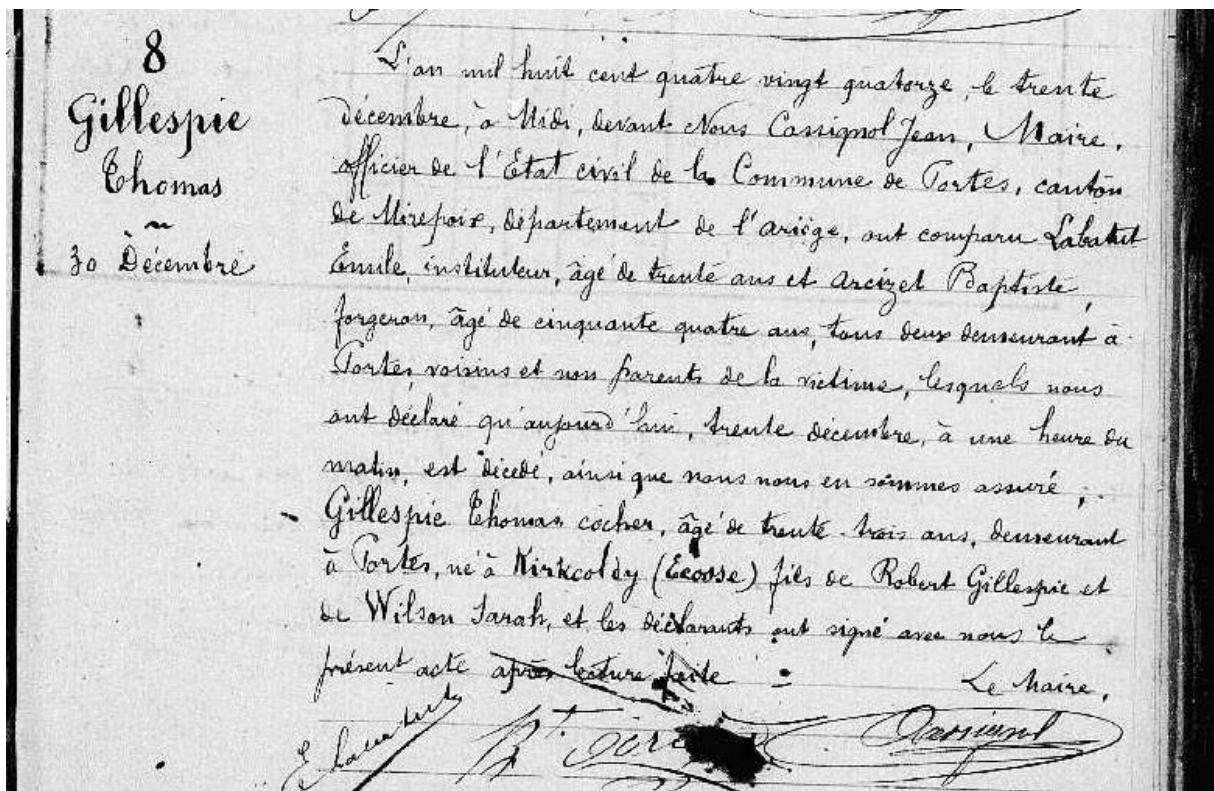 8
Gillespie
Thomas
30 Décembre
L'an mil huit cent quatre vingt quatorze, le trente
décembre, à Midi, devant Nous Cassignol Jean, Maire,
officier de l'État civil de la Commune de Tortes, canton
de Mirepoix, département de l'Ariège, ont comparu Labatut
Emile, instituteur, âgé de trente ans et Arcizet Baptiste,
forgeron, âgé de cinquante quatre ans, tous deux demeurant à
Tortes, voisins et non parents de la victime, lesquels nous
ont déclaré qu'aujourd'hui, trente décembre, à une heure du
matin, est décedé, ainsi que nous nous en sommes assuré,
Gillespie Thomas cocher, âgé de trente-trois ans, demeurant
à Tortes, né à Kirkcoldy (Ecosse) fils de Robert Gillespie et
de Wilson Sarah, et les déclarants ont signé avec nous le
présent acte après lecture faite
Le Maire,
E Labatut
Bt
Cassignol